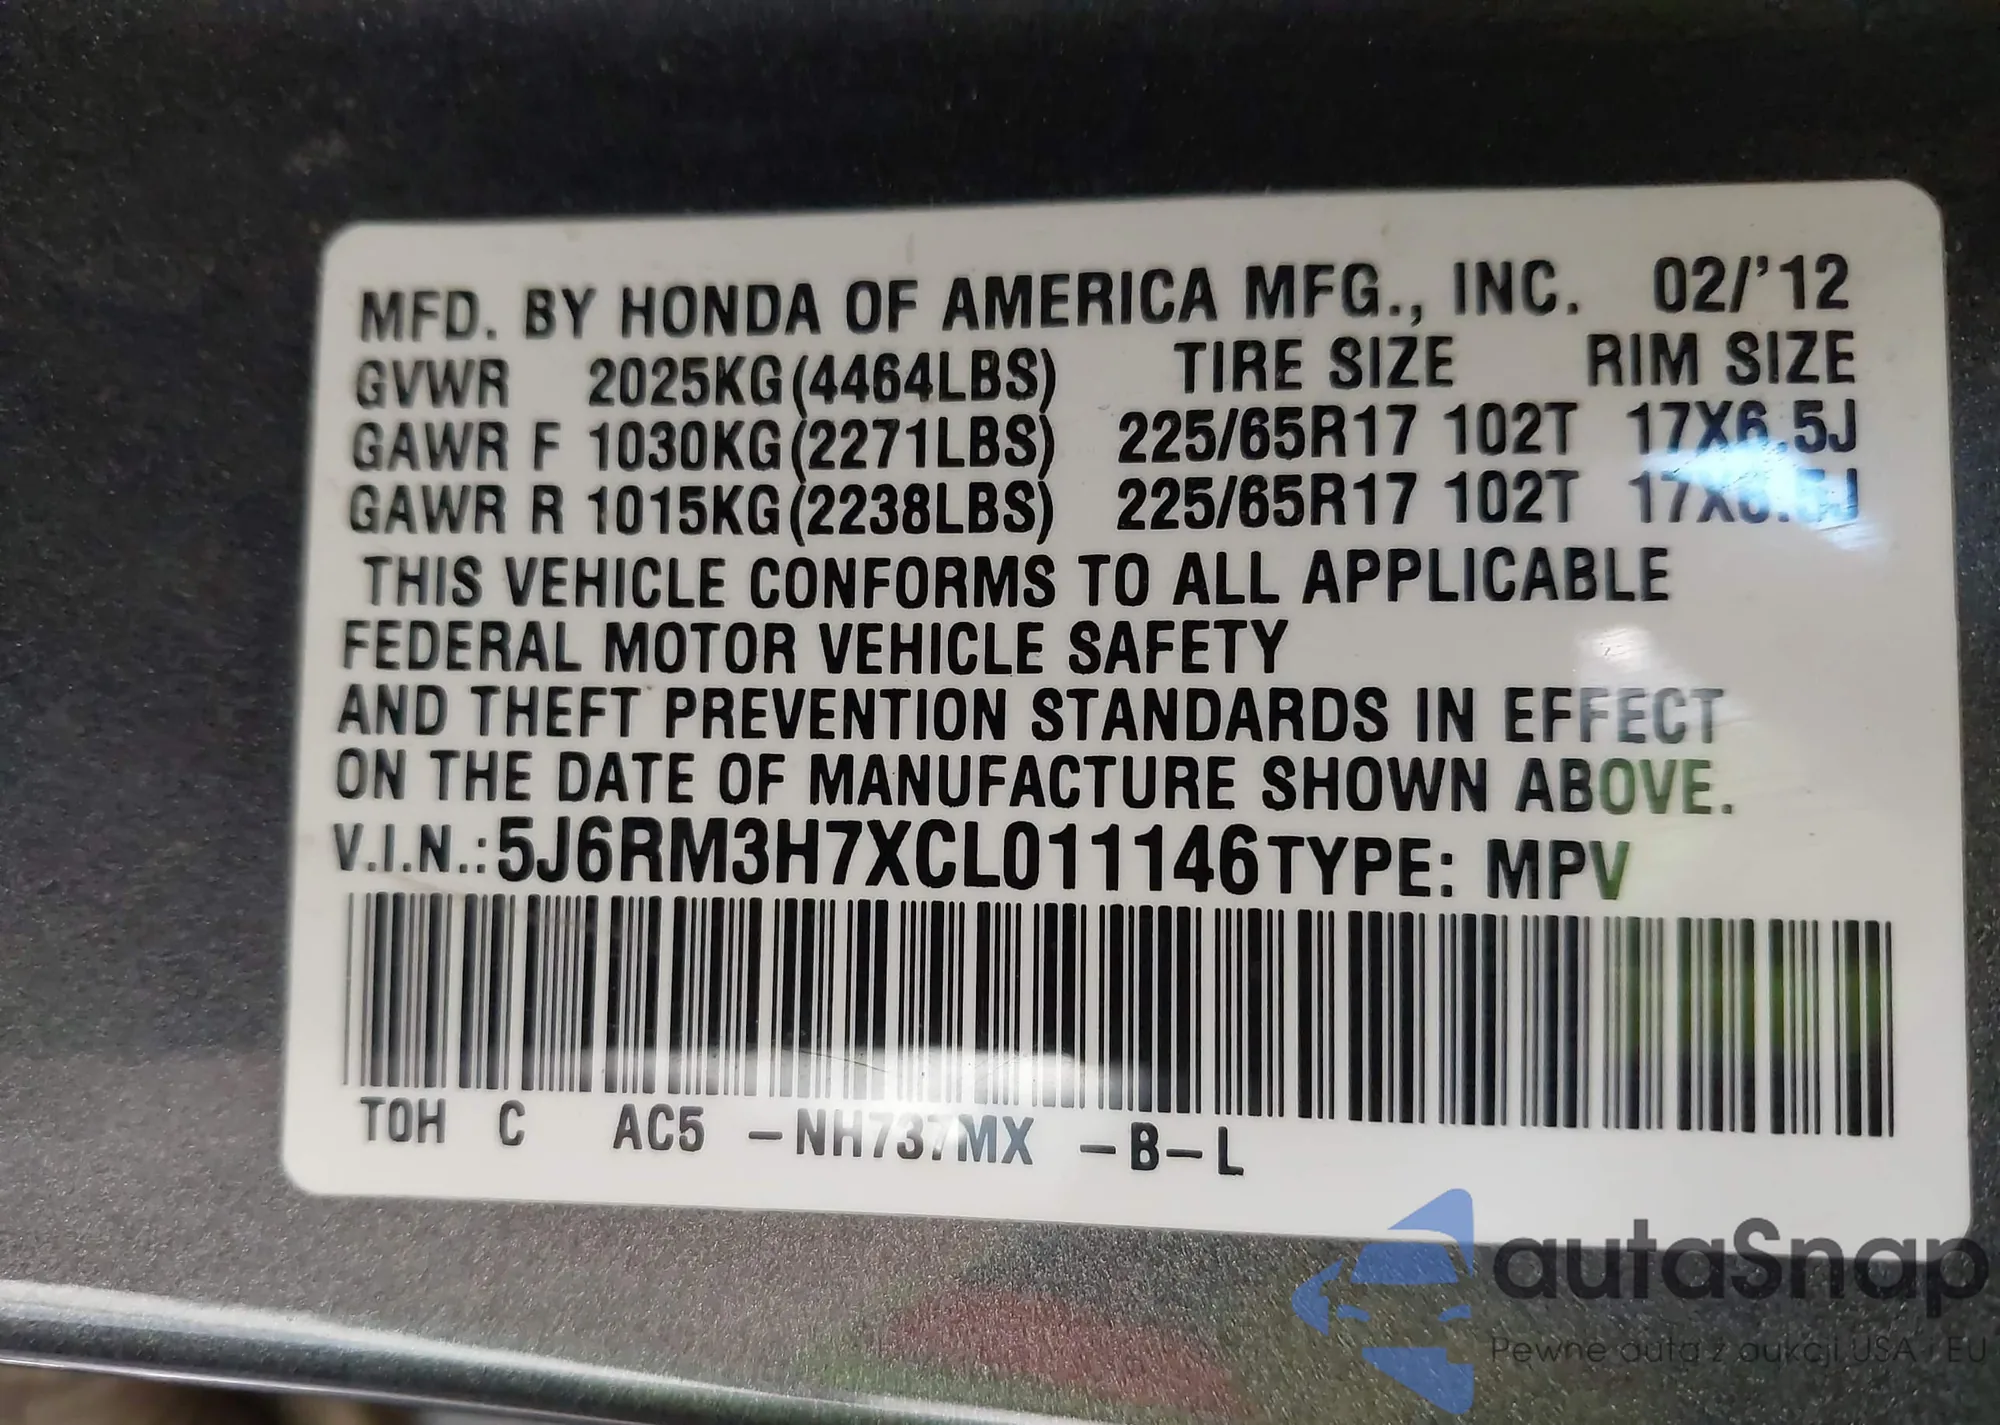 MFD. BY HONDA OF AMERICA MFG., INC. 02/'12
GVWR 2025KG(4464LBS) TIRE SIZE RIM SIZE
GAWR F 1030KG(2271LBS) 225/65R17 102T 17X6.5J
GAWR R 1015KG(2238LBS) 225/65R17 102T 17X6.5J
THIS VEHICLE CONFORMS TO ALL APPLICABLE
FEDERAL MOTOR VEHICLE SAFETY
AND THEFT PREVENTION STANDARDS IN EFFECT
ON THE DATE OF MANUFACTURE SHOWN ABOVE.
V.I.N.:5J6RM3H7XCL011146TYPE: MPV
TOH C AC5 –NH737MX –B–L
autaSnap
Pewne auta z aukcji USA i EU